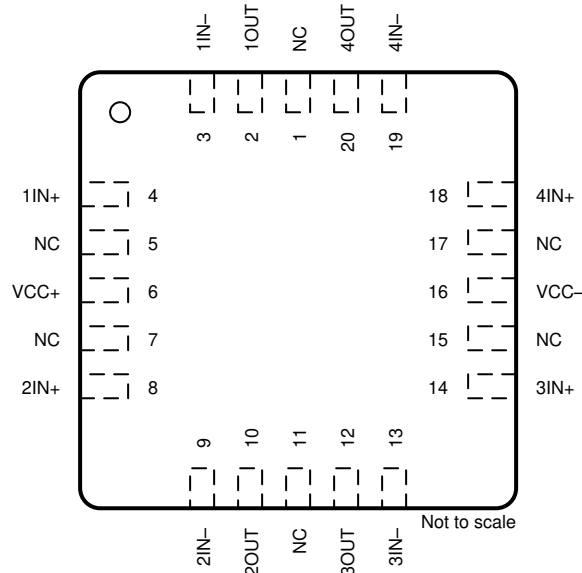 1IN–
1OUT
NC
4OUT
4IN–
3
2
1
20
19
1IN+
4
18
4IN+
NC
5
17
NC
VCC+
6
16
VCC–
NC
7
15
NC
2IN+
8
14
3IN+
9
10
11
12
13
2IN–
2OUT
NC
3OUT
3IN–
Not to scale